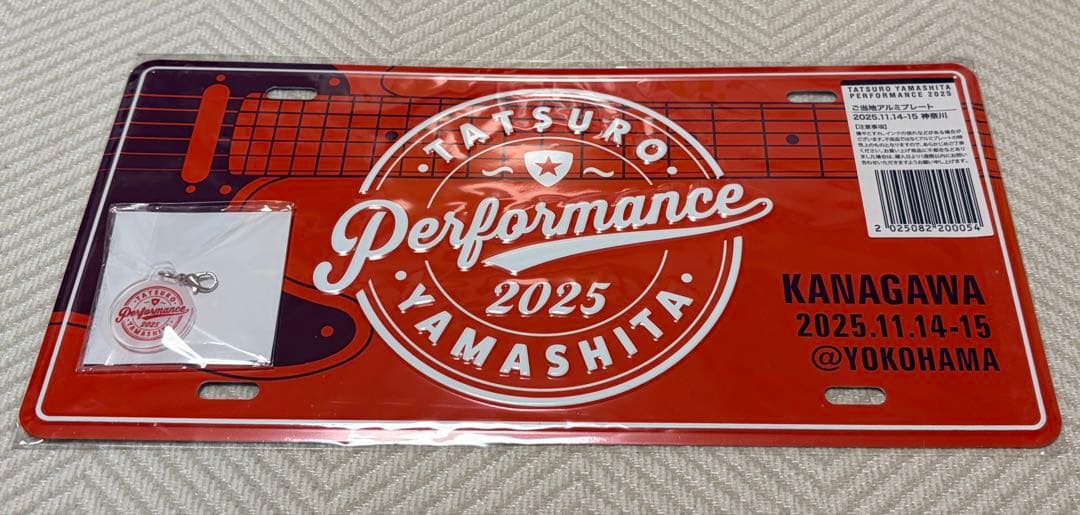 TATSURO
Performance
2025
YAMASHITA
TATSURO YAMASHITA
PERFORMANCE 2025
ご当地アルミプレート
2025.11.14-15 神奈川
【注意事項】
2 025082 200054
KANAGAWA
2025.11.14-15
@YOKOHAMA
TATSURO
Performance
2025
YAMASHITA